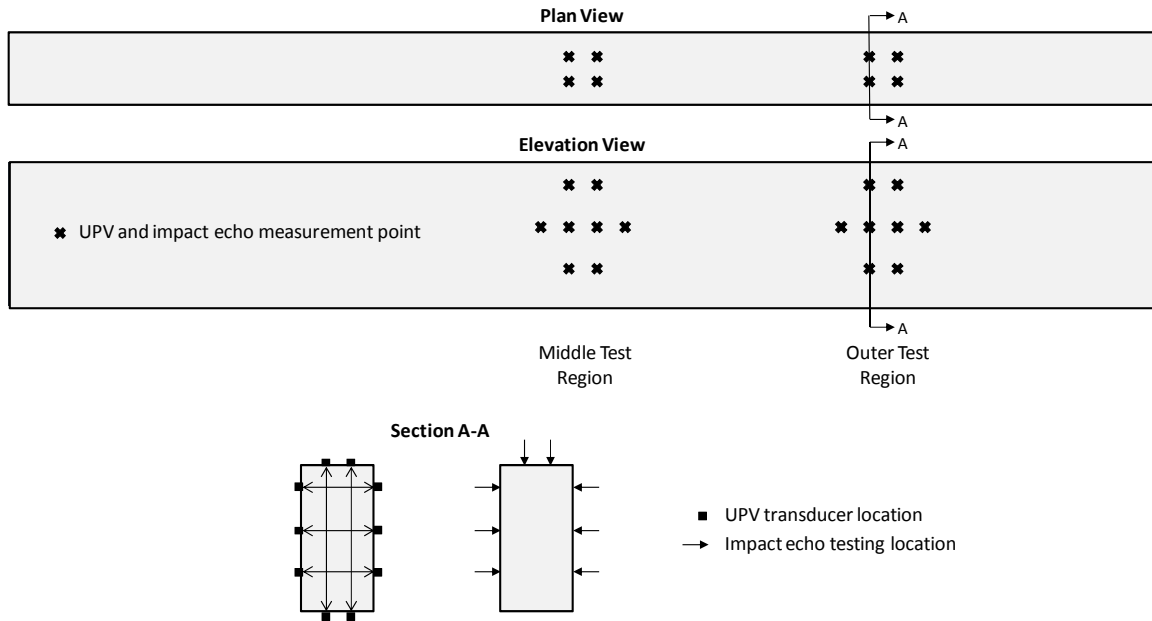 Plan View
A
A
Elevation View
A
UPV and impact echo measurement point
A
Middle Test
Region
Outer Test
Region
Section A-A
UPV transducer location
Impact echo testing location